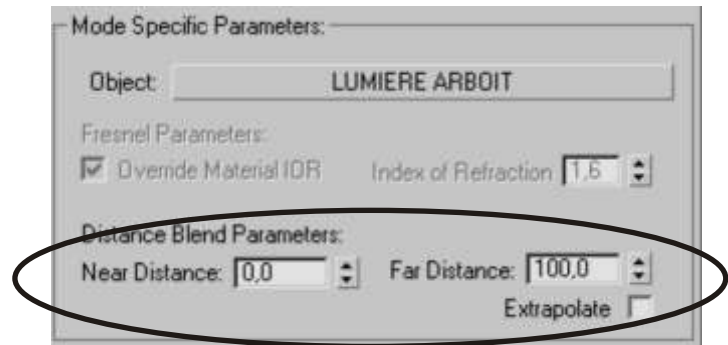 Mode Specific Parameters:
Object: LUMIERE ARBOIT
Fresnel Parameters:
Override Material IOR Index of Refraction 1,6
Distance Blend Parameters:
Near Distance: 0,0 Far Distance: 100,0
Extrapolate